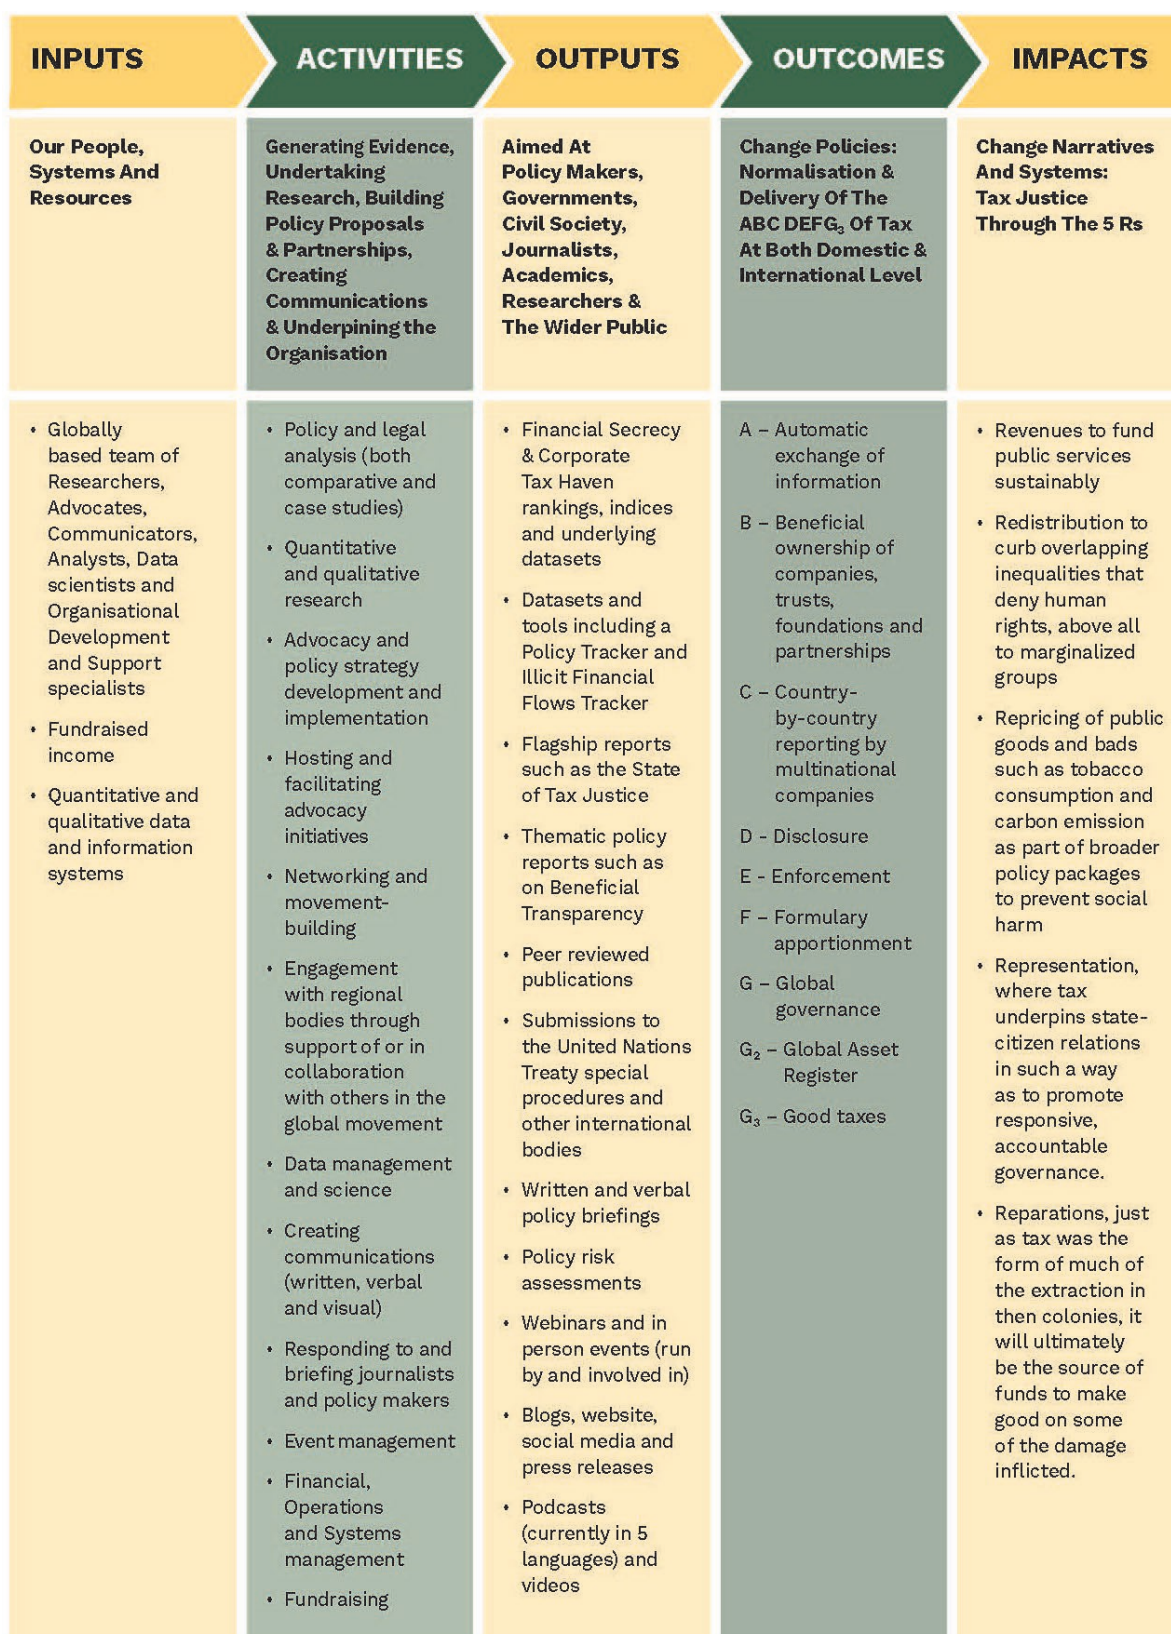 INPUTS
ACTIVITIES
OUTPUTS
OUTCOMES
IMPACTS
Our People,
Systems And
Resources
Generating Evidence,
Undertaking
Research, Building
Policy Proposals
& Partnerships,
Creating
Communications
& Underpining the
Organisation
Aimed At
Policy Makers,
Governments,
Civil Society,
Journalists,
Academics,
Researchers &
The Wider Public
Change Policies:
Normalisation &
Delivery Of The
ABC DEFG₃ Of Tax
At Both Domestic &
International Level
Change Narratives
And Systems:
Tax Justice
Through The 5 Rs
• Globally
based team of
Researchers,
Advocates,
Communicators,
Analysts, Data
scientists and
Organisational
Development
and Support
specialists
• Fundraised
income
• Quantitative and
qualitative data
and information
systems
• Policy and legal
analysis (both
comparative and
case studies)
• Quantitative
and qualitative
research
• Advocacy and
policy strategy
development and
implementation
• Hosting and
facilitating
advocacy
initiatives
• Networking and
movement-
building
• Engagement
with regional
bodies through
support of or in
collaboration
with others in the
global movement
• Data management
and science
• Creating
communications
(written, verbal
and visual)
• Responding to and
briefing journalists
and policy makers
• Event management
• Financial,
Operations
and Systems
management
• Fundraising
• Financial Secrecy
& Corporate
Tax Haven
rankings, indices
and underlying
datasets
• Datasets and
tools including a
Policy Tracker and
Illicit Financial
Flows Tracker
• Flagship reports
such as the State
of Tax Justice
• Thematic policy
reports such as
on Beneficial
Transparency
• Peer reviewed
publications
• Submissions to
the United Nations
Treaty special
procedures and
other international
bodies
• Written and verbal
policy briefings
• Policy risk
assessments
• Webinars and in
person events (run
by and involved in)
• Blogs, website,
social media and
press releases
• Podcasts
(currently in 5
languages) and
videos
A – Automatic
exchange of
information
B – Beneficial
ownership of
companies,
trusts,
foundations and
partnerships
C – Country-
by-country
reporting by
multinational
companies
D – Disclosure
E - Enforcement
F – Formulary
apportionment
G – Global
governance
G₂ – Global Asset
Register
G₃ – Good taxes
• Revenues to fund
public services
sustainably
• Redistribution to
curb overlapping
inequalities that
deny human
rights, above all
to marginalized
groups
• Repricing of public
goods and bads
such as tobacco
consumption and
carbon emission
as part of broader
policy packages
to prevent social
harm
• Representation,
where tax
underpins state-
citizen relations
in such a way
as to promote
responsive,
accountable
governance.
• Reparations, just
as tax was the
form of much of
the extraction in
then colonies, it
will ultimately
be the source of
funds to make
good on some
of the damage
inflicted.